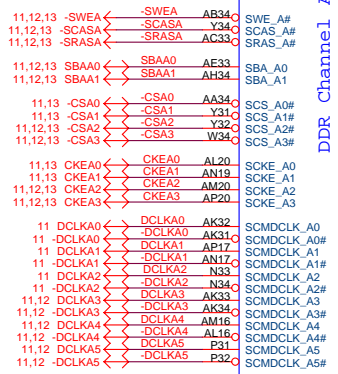 11,12,13 -SWEA -SWEA AB34 SWE_A#
11,12,13 -SCASA -SCASA Y34 SCAS_A#
11,12,13 -SRASA -SRASA AC33 SRAS_A#
11,12,13 SBAA0 SBAA0 AE33 SBA_A0
11,12,13 SBAA1 SBAA1 AH34 SBA_A1
11,13 -CSA0 -CSA0 AA34 SCS_A0#
11,13 -CSA1 -CSA1 Y31 SCS_A1#
11,12,13 -CSA2 -CSA2 Y32 SCS_A2#
11,12,13 -CSA3 -CSA3 W34 SCS_A3#
11,13 CKEA0 CKEA0 AL20 SCKE_A0
11,13 CKEA1 CKEA1 AN19 SCKE_A1
11,12,13 CKEA2 CKEA2 AM20 SCKE_A2
11,12,13 CKEA3 CKEA3 AP20 SCKE_A3
11 DCLKA0 DCLKA0 AK32 SCMDCLK_A0
11 -DCLKA0 -DCLKA0 AK31 SCMDCLK_A0#
11 DCLKA1 DCLKA1 AP17 SCMDCLK_A1
11 -DCLKA1 -DCLKA1 AN17 SCMDCLK_A1#
11 DCLKA2 DCLKA2 N33 SCMDCLK_A2
11 -DCLKA2 -DCLKA2 N34 SCMDCLK_A2#
11,12 DCLKA3 DCLKA3 AK33 SCMDCLK_A3
11,12 -DCLKA3 -DCLKA3 AK34 SCMDCLK_A3#
11,12 DCLKA4 DCLKA4 AM16 SCMDCLK_A4
11,12 -DCLKA4 -DCLKA4 AL16 SCMDCLK_A4#
11,12 DCLKA5 DCLKA5 P31 SCMDCLK_A5
11,12 -DCLKA5 -DCLKA5 P32 SCMDCLK_A5#
DDR Channel A